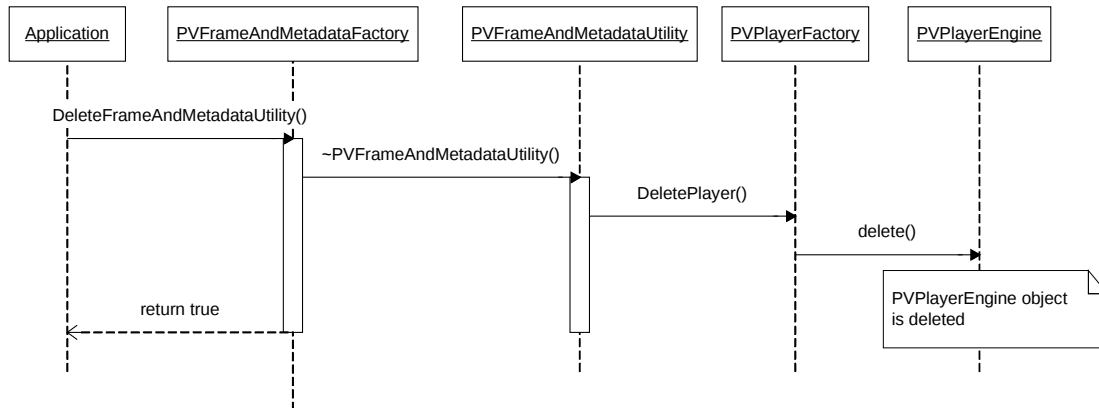 Application
PVFrameAndMetadataFactory
PVFrameAndMetadataUtility
PVPlayerFactory
PVPlayerEngine
DeleteFrameAndMetadataUtility()
~PVFrameAndMetadataUtility()
DeletePlayer()
delete()
PVPlayerEngine object
is deleted
return true